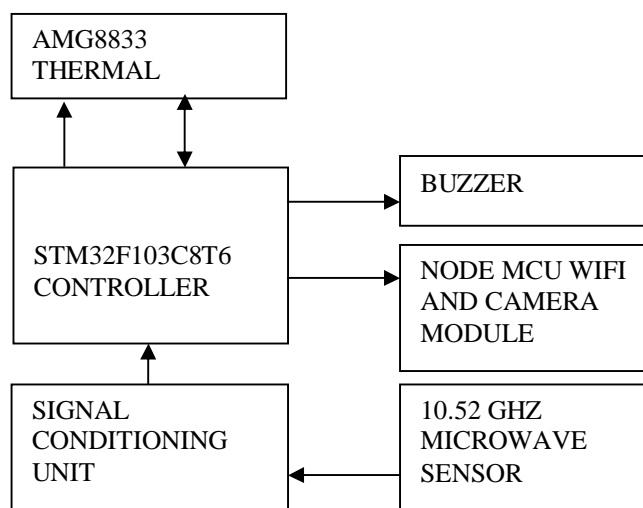 AMG8833
THERMAL
BUZZER
STM32F103C8T6
CONTROLLER
NODE MCU WIFI
AND CAMERA
MODULE
SIGNAL
CONDITIONING
UNIT
10.52 GHZ
MICROWAVE
SENSOR